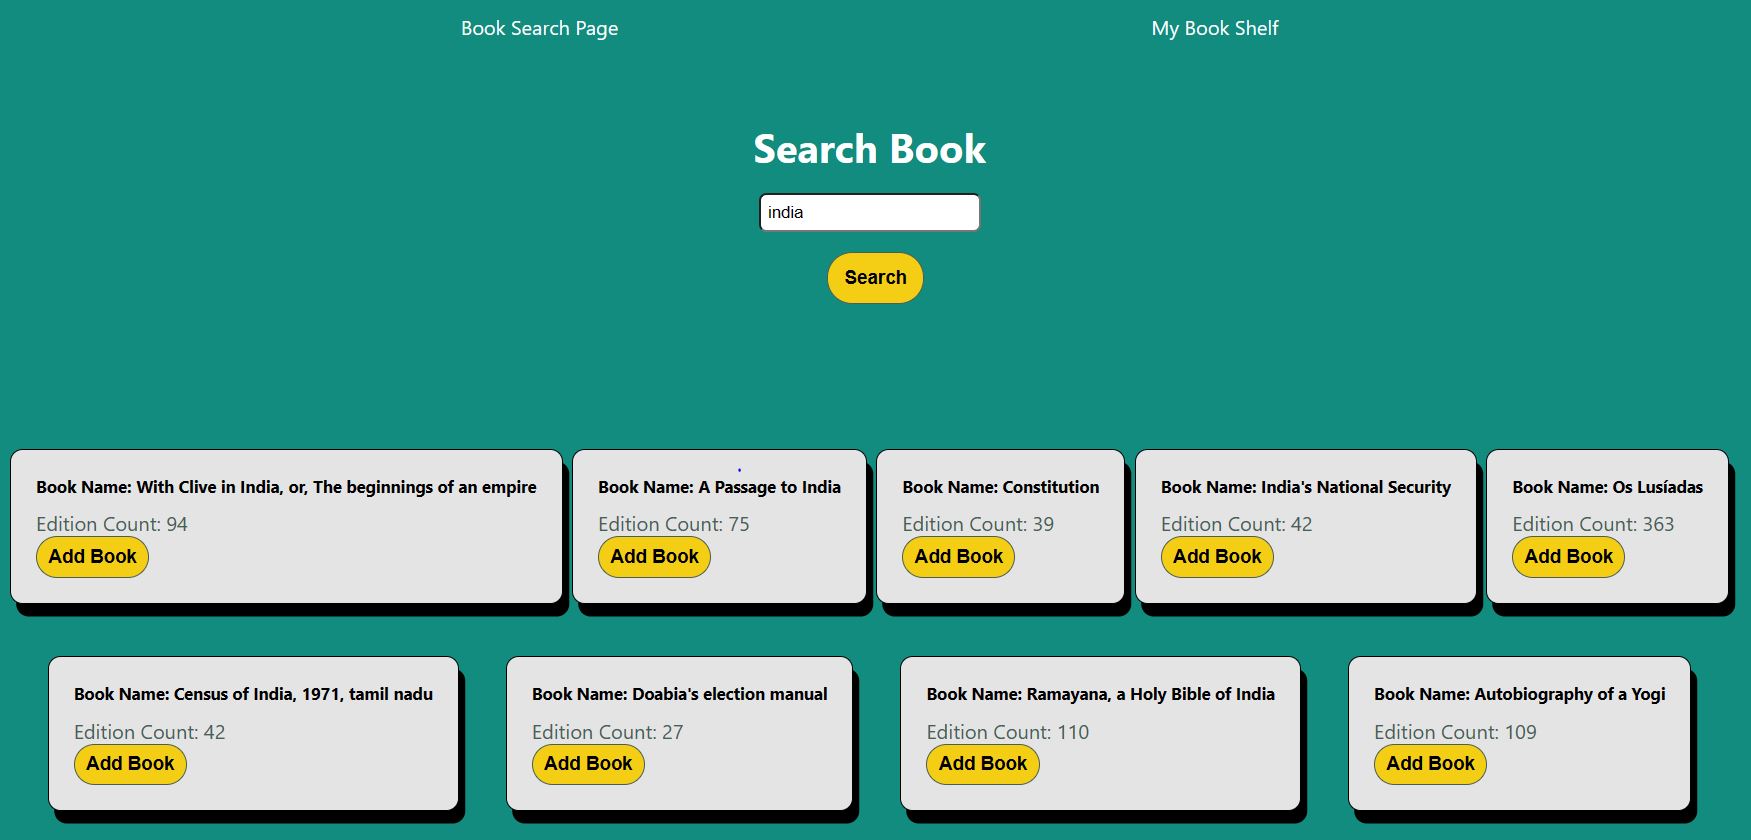 Book Search Page
My Book Shelf
Search Book
india
Search
Book Name: With Clive in India, or, The beginnings of an empire
Edition Count: 94
Add Book
Book Name: A Passage to India
Edition Count: 75
Add Book
Book Name: Constitution
Edition Count: 39
Add Book
Book Name: India's National Security
Edition Count: 42
Add Book
Book Name: Os Lusíadas
Edition Count: 363
Add Book
Book Name: Census of India, 1971, tamil nadu
Edition Count: 42
Add Book
Book Name: Doabia's election manual
Edition Count: 27
Add Book
Book Name: Ramayana, a Holy Bible of India
Edition Count: 110
Add Book
Book Name: Autobiography of a Yogi
Edition Count: 109
Add Book